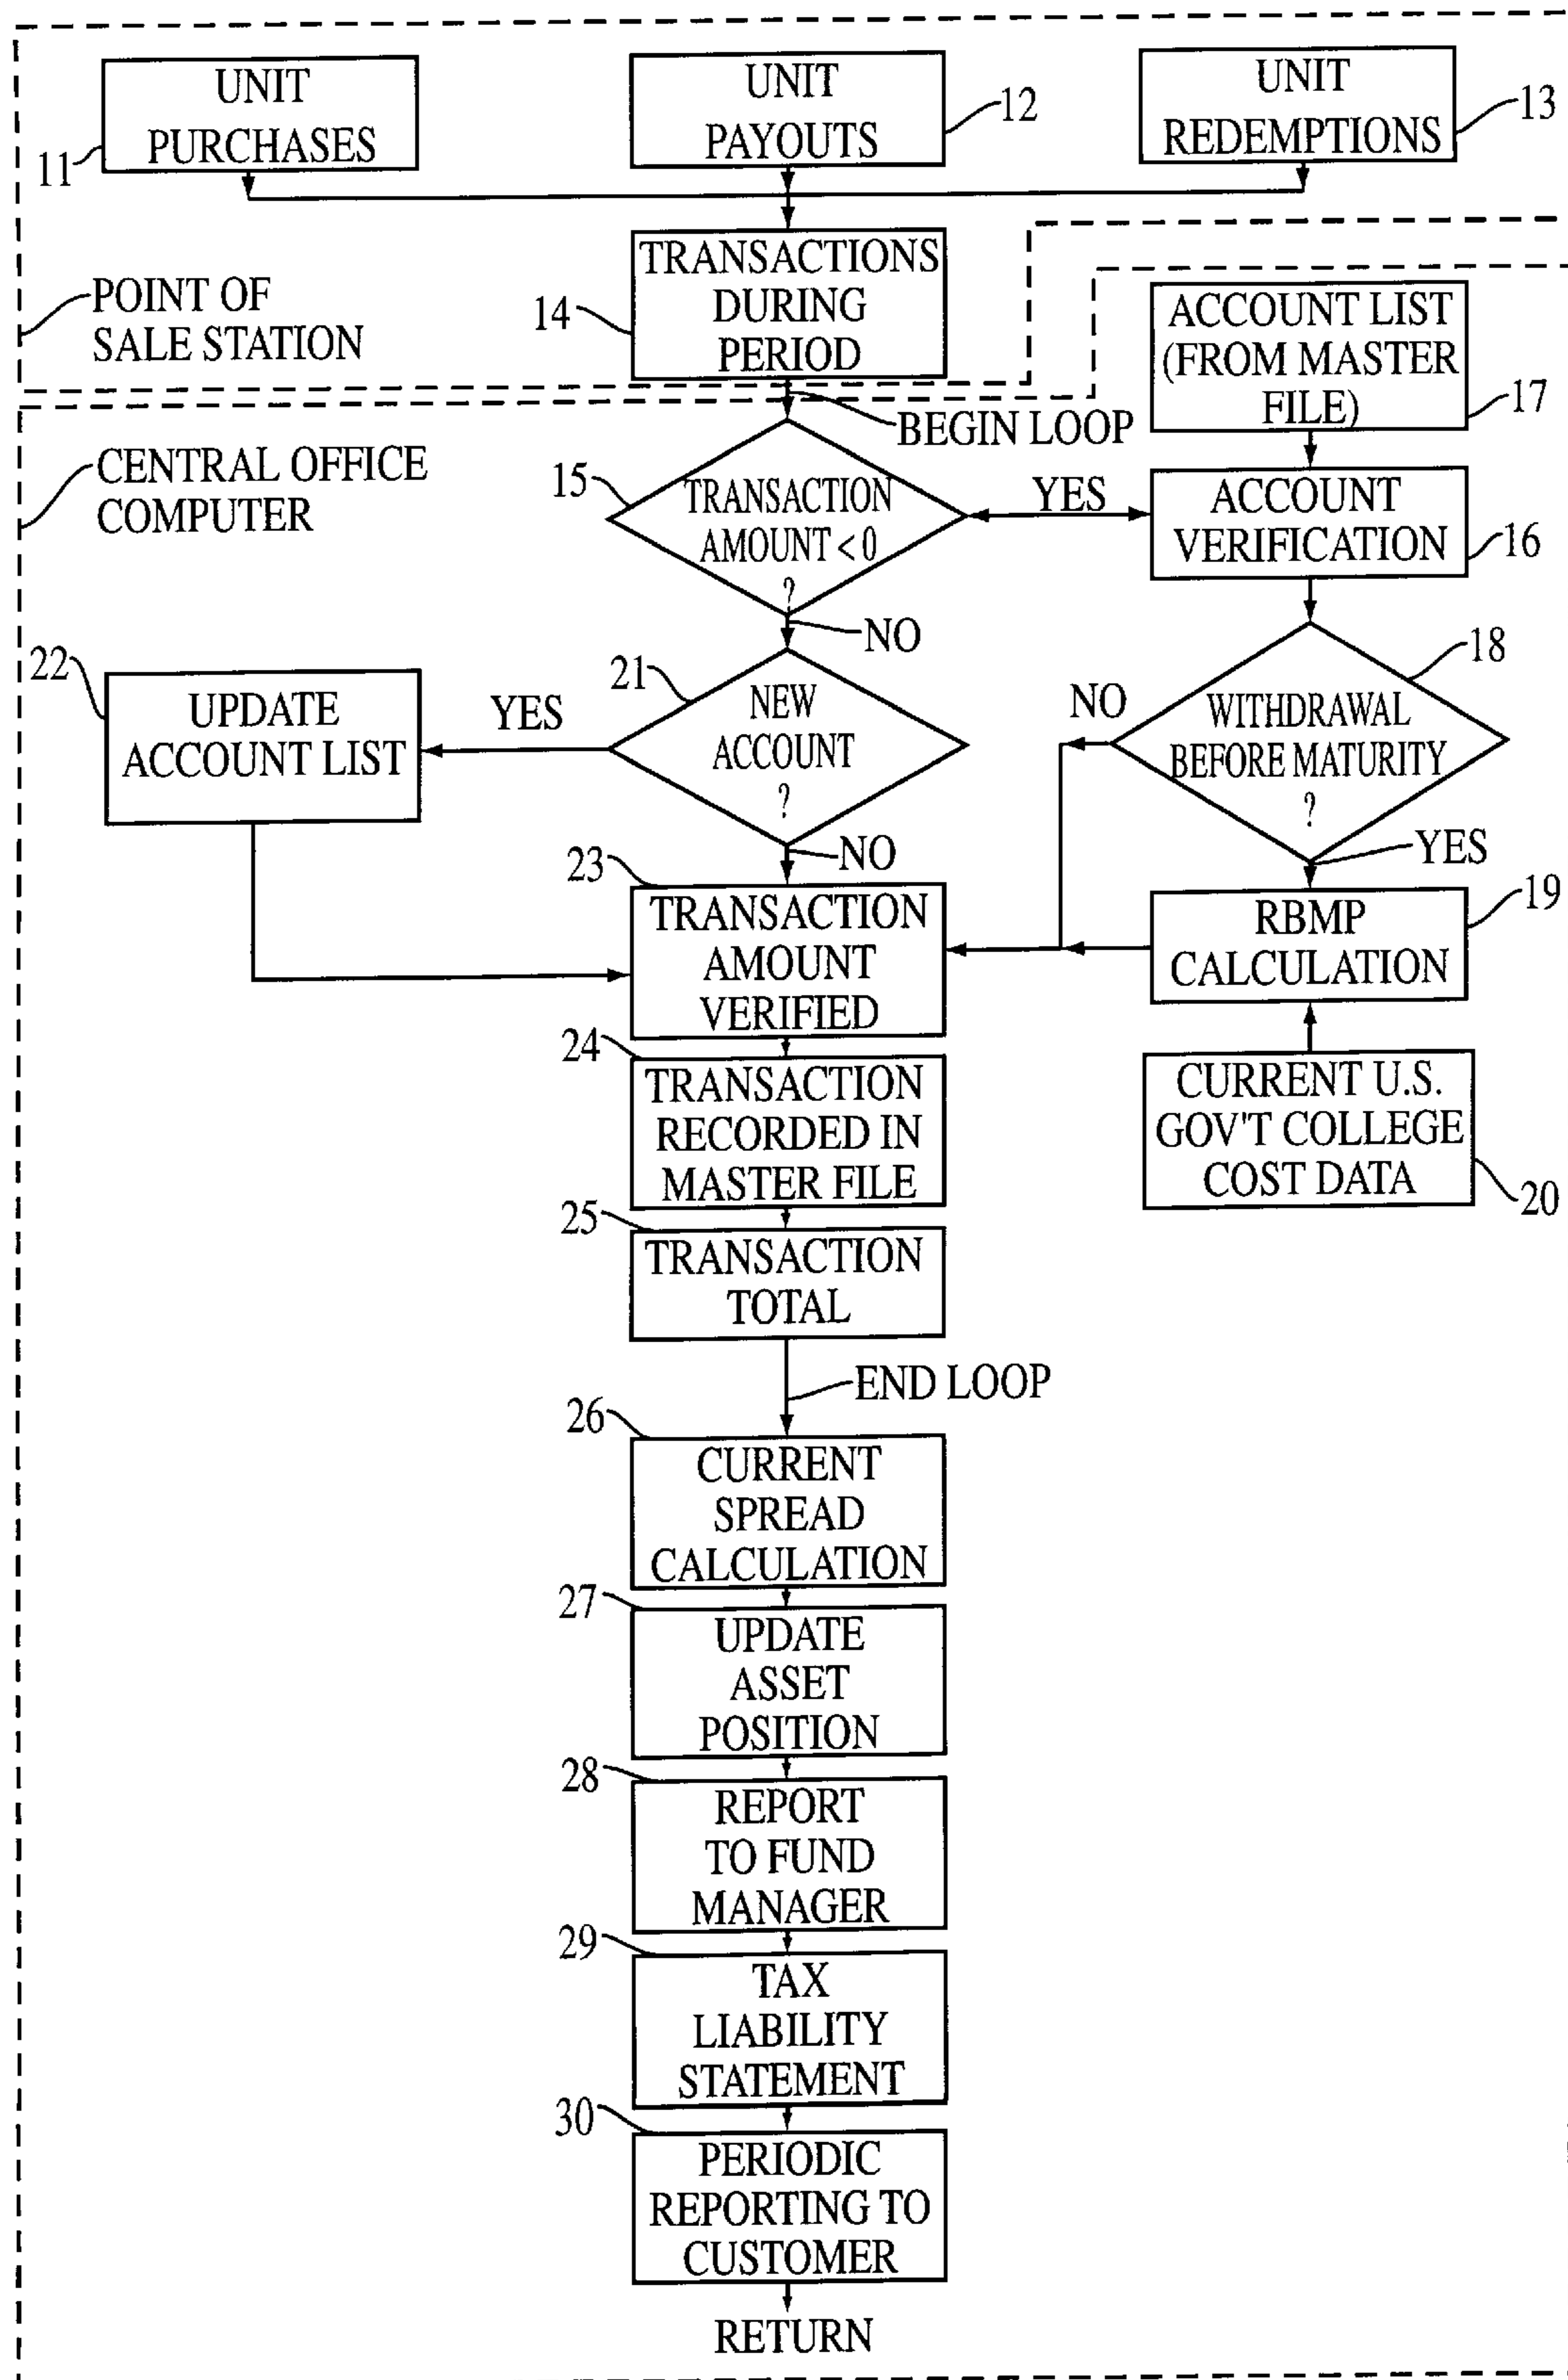 UNIT
PURCHASES
11
UNIT
PAYOUTS
12
UNIT
REDEMPTIONS
13
TRANSACTIONS
DURING
PERIOD
14
POINT OF
SALE STATION
ACCOUNT LIST
(FROM MASTER
FILE)
17
BEGIN LOOP
CENTRAL OFFICE
COMPUTER
15
TRANSACTION
AMOUNT < 0
?
YES
ACCOUNT
VERIFICATION
16
NO
18
WITHDRAWAL
BEFORE MATURITY
?
NO
YES
21
NEW
ACCOUNT
?
YES
22
UPDATE
ACCOUNT LIST
NO
23
TRANSACTION
AMOUNT
VERIFIED
RBMP
CALCULATION
19
CURRENT U.S.
GOV'T COLLEGE
COST DATA
20
24
TRANSACTION
RECORDED IN
MASTER FILE
25
TRANSACTION
TOTAL
END LOOP
26
CURRENT
SPREAD
CALCULATION
27
UPDATE
ASSET
POSITION
28
REPORT
TO FUND
MANAGER
29
TAX
LIABILITY
STATEMENT
30
PERIODIC
REPORTING TO
CUSTOMER
RETURN